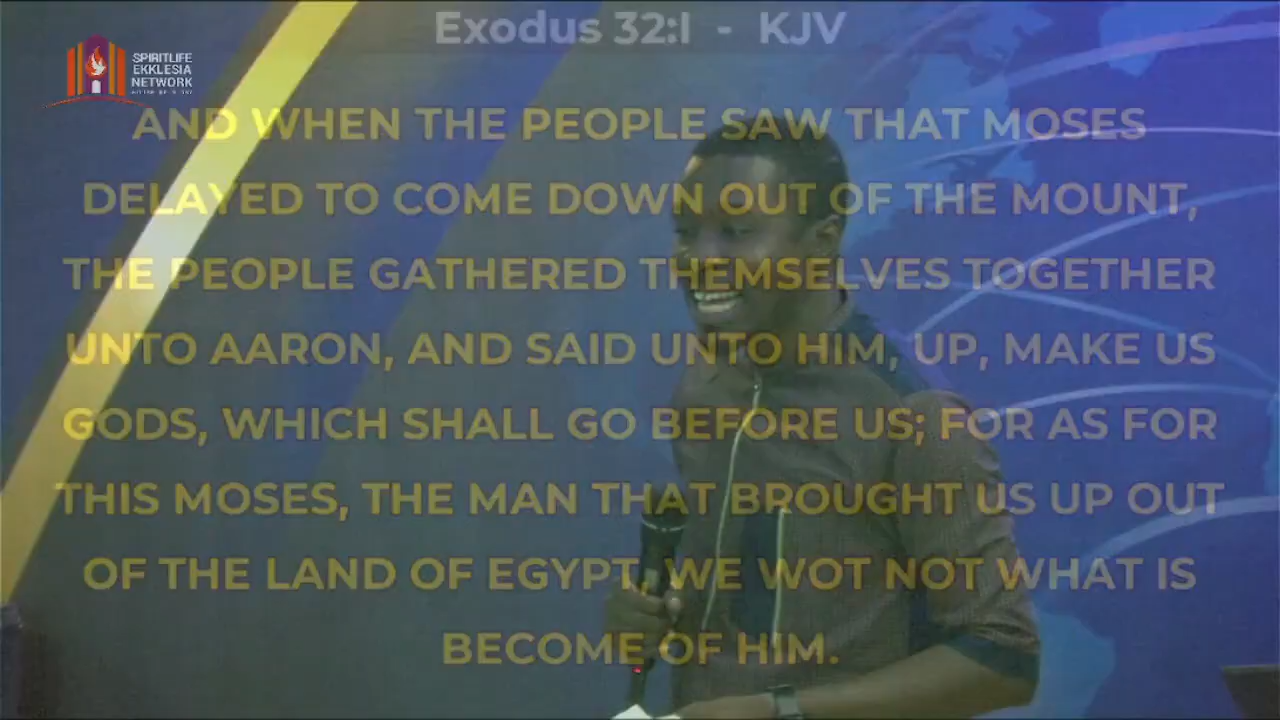 Exodus 32:1 - KJV
SPIRITLIFE
EKKLESIA
NETWORK
AND WHEN THE PEOPLE SAW THAT MOSES
DELAYED TO COME DOWN OUT OF THE MOUNT,
THE PEOPLE GATHERED THEMSELVES TOGETHER
UNTO AARON, AND SAID UNTO HIM, UP, MAKE US
GODS, WHICH SHALL GO BEFORE US; FOR AS FOR
THIS MOSES, THE MAN THAT BROUGHT US UP OUT
OF THE LAND OF EGYPT, WE WOT NOT WHAT IS
BECOME OF HIM.